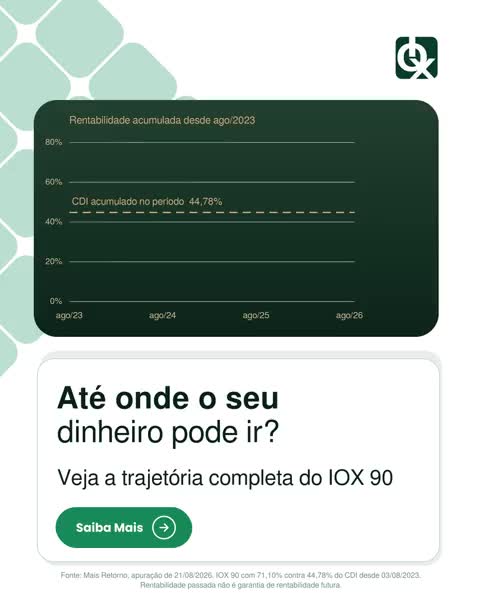 IOX
Rentabilidade acumulada desde ago/2023
80%
60%
CDI acumulado no período 44,78%
40%
20%
0%
ago/23 ago/24 ago/25 ago/26
Até onde o seu
dinheiro pode ir?
Veja a trajetória completa do IOX 90
Saiba Mais
Fonte: Mais Retorno, apuração de 21/08/2026. IOX 90 com 71,10% contra 44,78% do CDI desde 03/08/2023.
Rentabilidade passada não é garantia de rentabilidade futura.